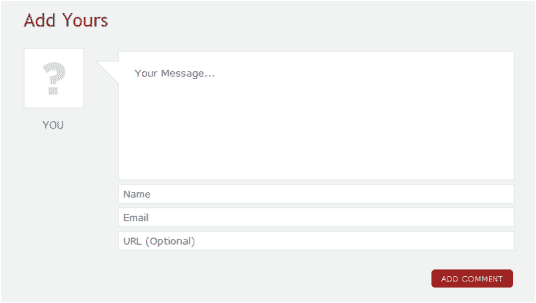 Add Yours
?
YOU
Your Message...
Name
Email
URL (Optional)
ADD COMMENT